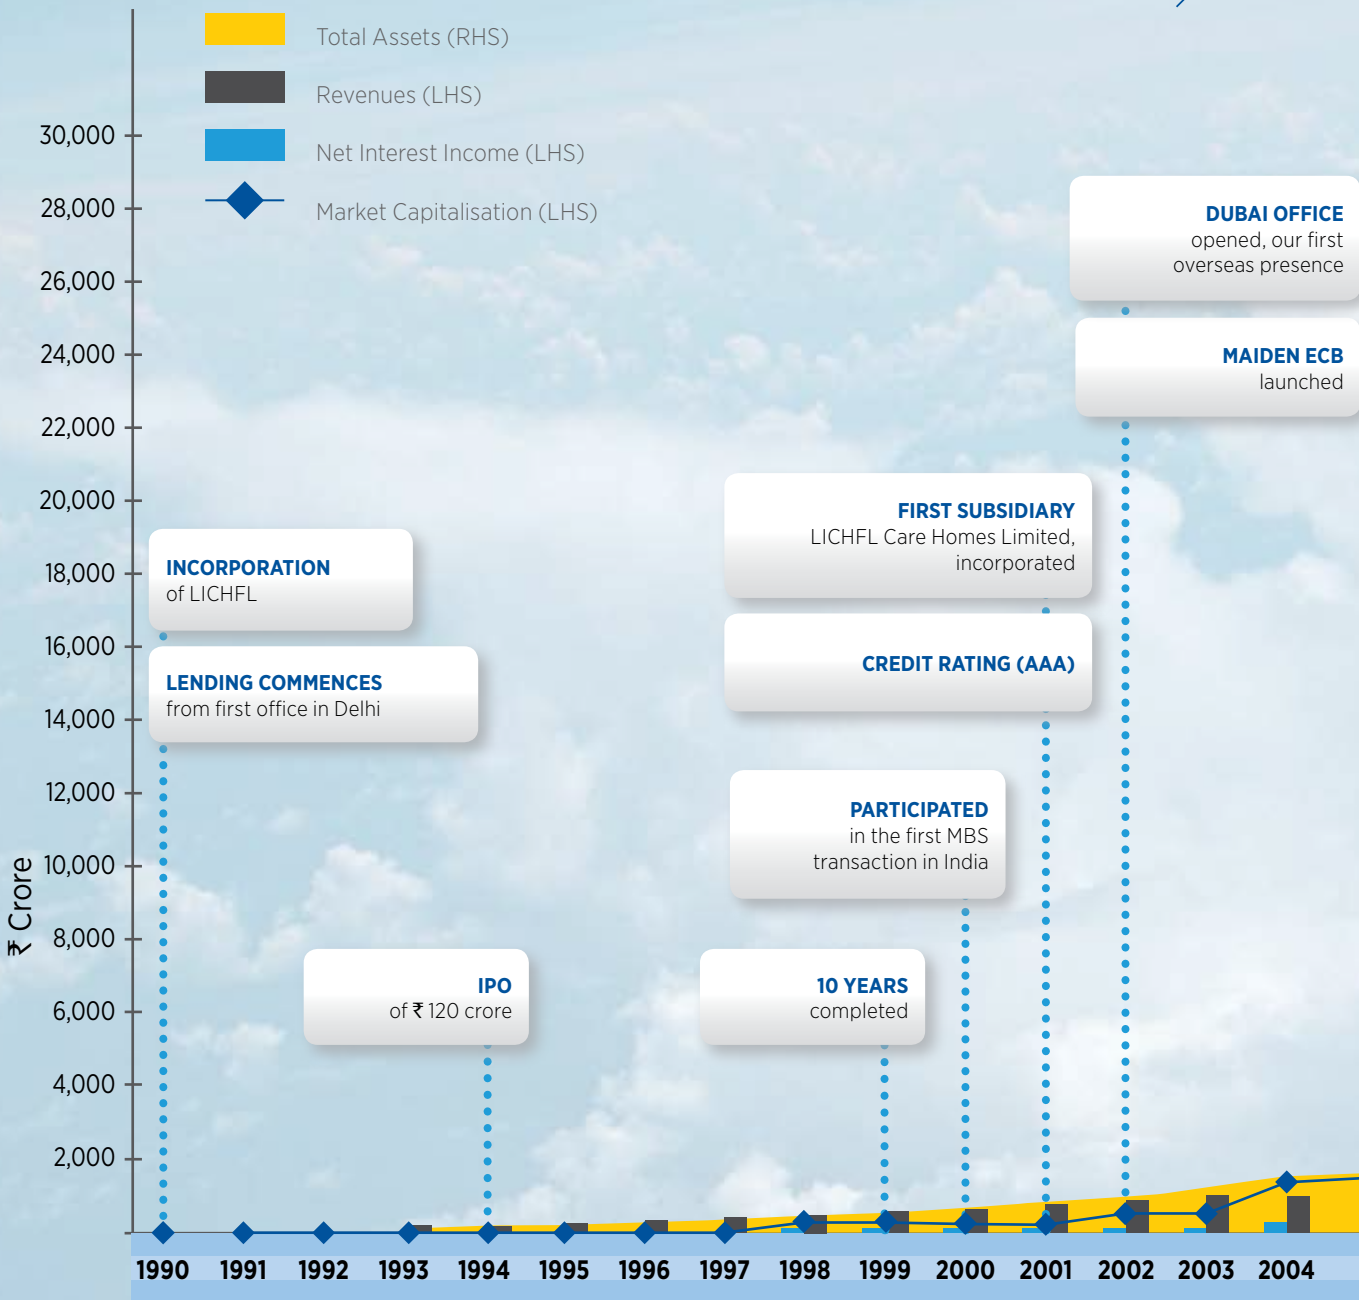 Total Assets (RHS)
Revenues (LHS)
Net Interest Income (LHS)
Market Capitalisation (LHS)
₹ Crore
30,000
28,000
26,000
24,000
22,000
20,000
18,000
16,000
14,000
12,000
10,000
8,000
6,000
4,000
2,000
INCORPORATION
of LICHFL
LENDING COMMENCES
from first office in Delhi
IPO
of ₹ 120 crore
10 YEARS
completed
PARTICIPATED
in the first MBS
transaction in India
FIRST SUBSIDIARY
LICHFL Care Homes Limited,
incorporated
CREDIT RATING (AAA)
DUBAI OFFICE
opened, our first
overseas presence
MAIDEN ECB
launched
1990 1991 1992 1993 1994 1995 1996 1997 1998 1999 2000 2001 2002 2003 2004